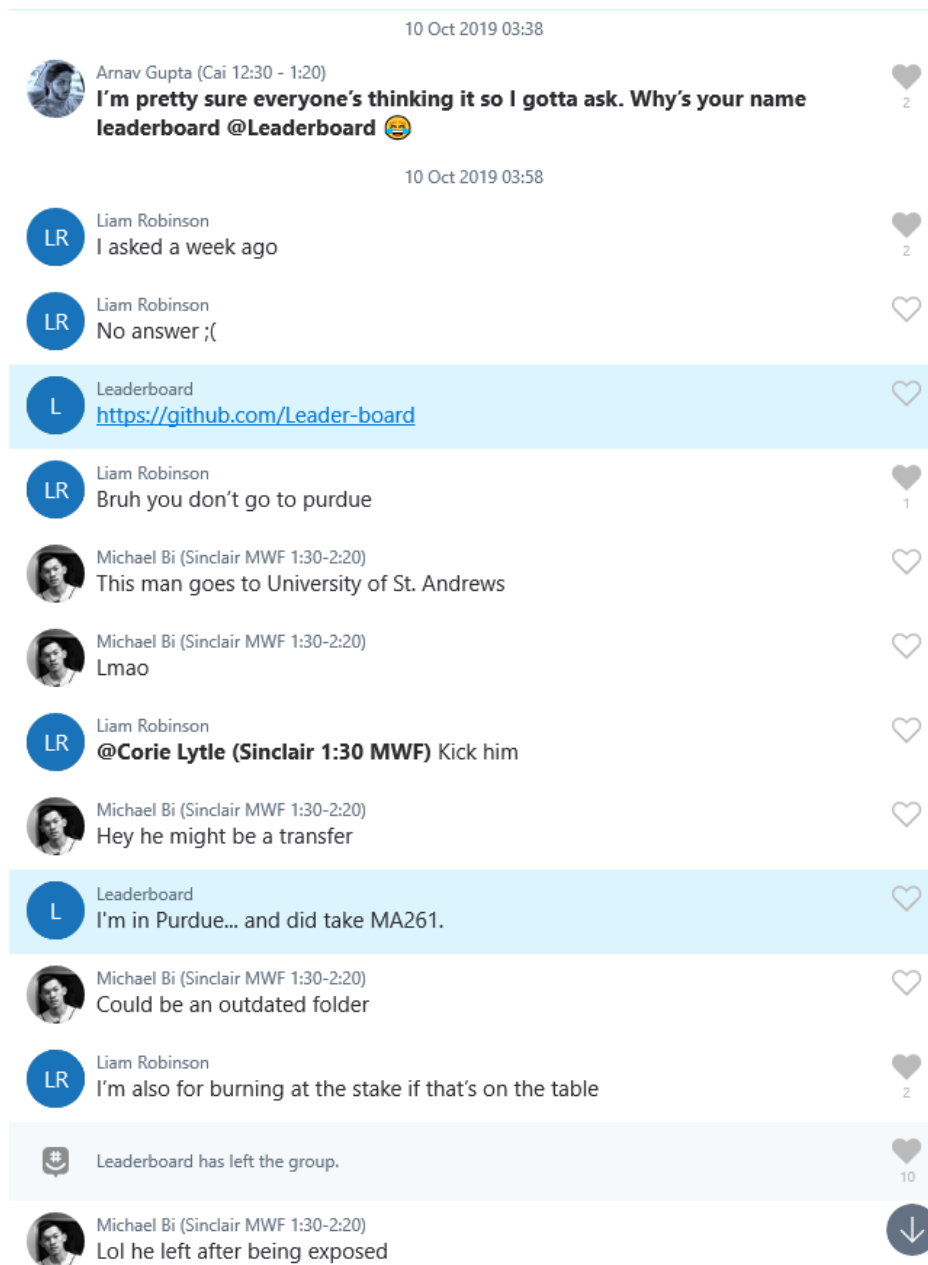 10 Oct 2019 03:38
Arnav Gupta (Cai 12:30 - 1:20)
I’m pretty sure everyone’s thinking it so I gotta ask. Why’s your name
leaderboard @Leaderboard 😂
2
10 Oct 2019 03:58
LR
Liam Robinson
I asked a week ago
2
LR
Liam Robinson
No answer ;(
L
Leaderboard
https://github.com/Leader-board
LR
Liam Robinson
Bruh you don’t go to purdue
1
Michael Bi (Sinclair MWF 1:30-2:20)
This man goes to University of St. Andrews
Michael Bi (Sinclair MWF 1:30-2:20)
Lmao
LR
Liam Robinson
@Corie Lytle (Sinclair 1:30 MWF) Kick him
Michael Bi (Sinclair MWF 1:30-2:20)
Hey he might be a transfer
L
Leaderboard
I'm in Purdue... and did take MA261.
Michael Bi (Sinclair MWF 1:30-2:20)
Could be an outdated folder
LR
Liam Robinson
I’m also for burning at the stake if that’s on the table
2
#
Leaderboard has left the group.
10
Michael Bi (Sinclair MWF 1:30-2:20)
Lol he left after being exposed